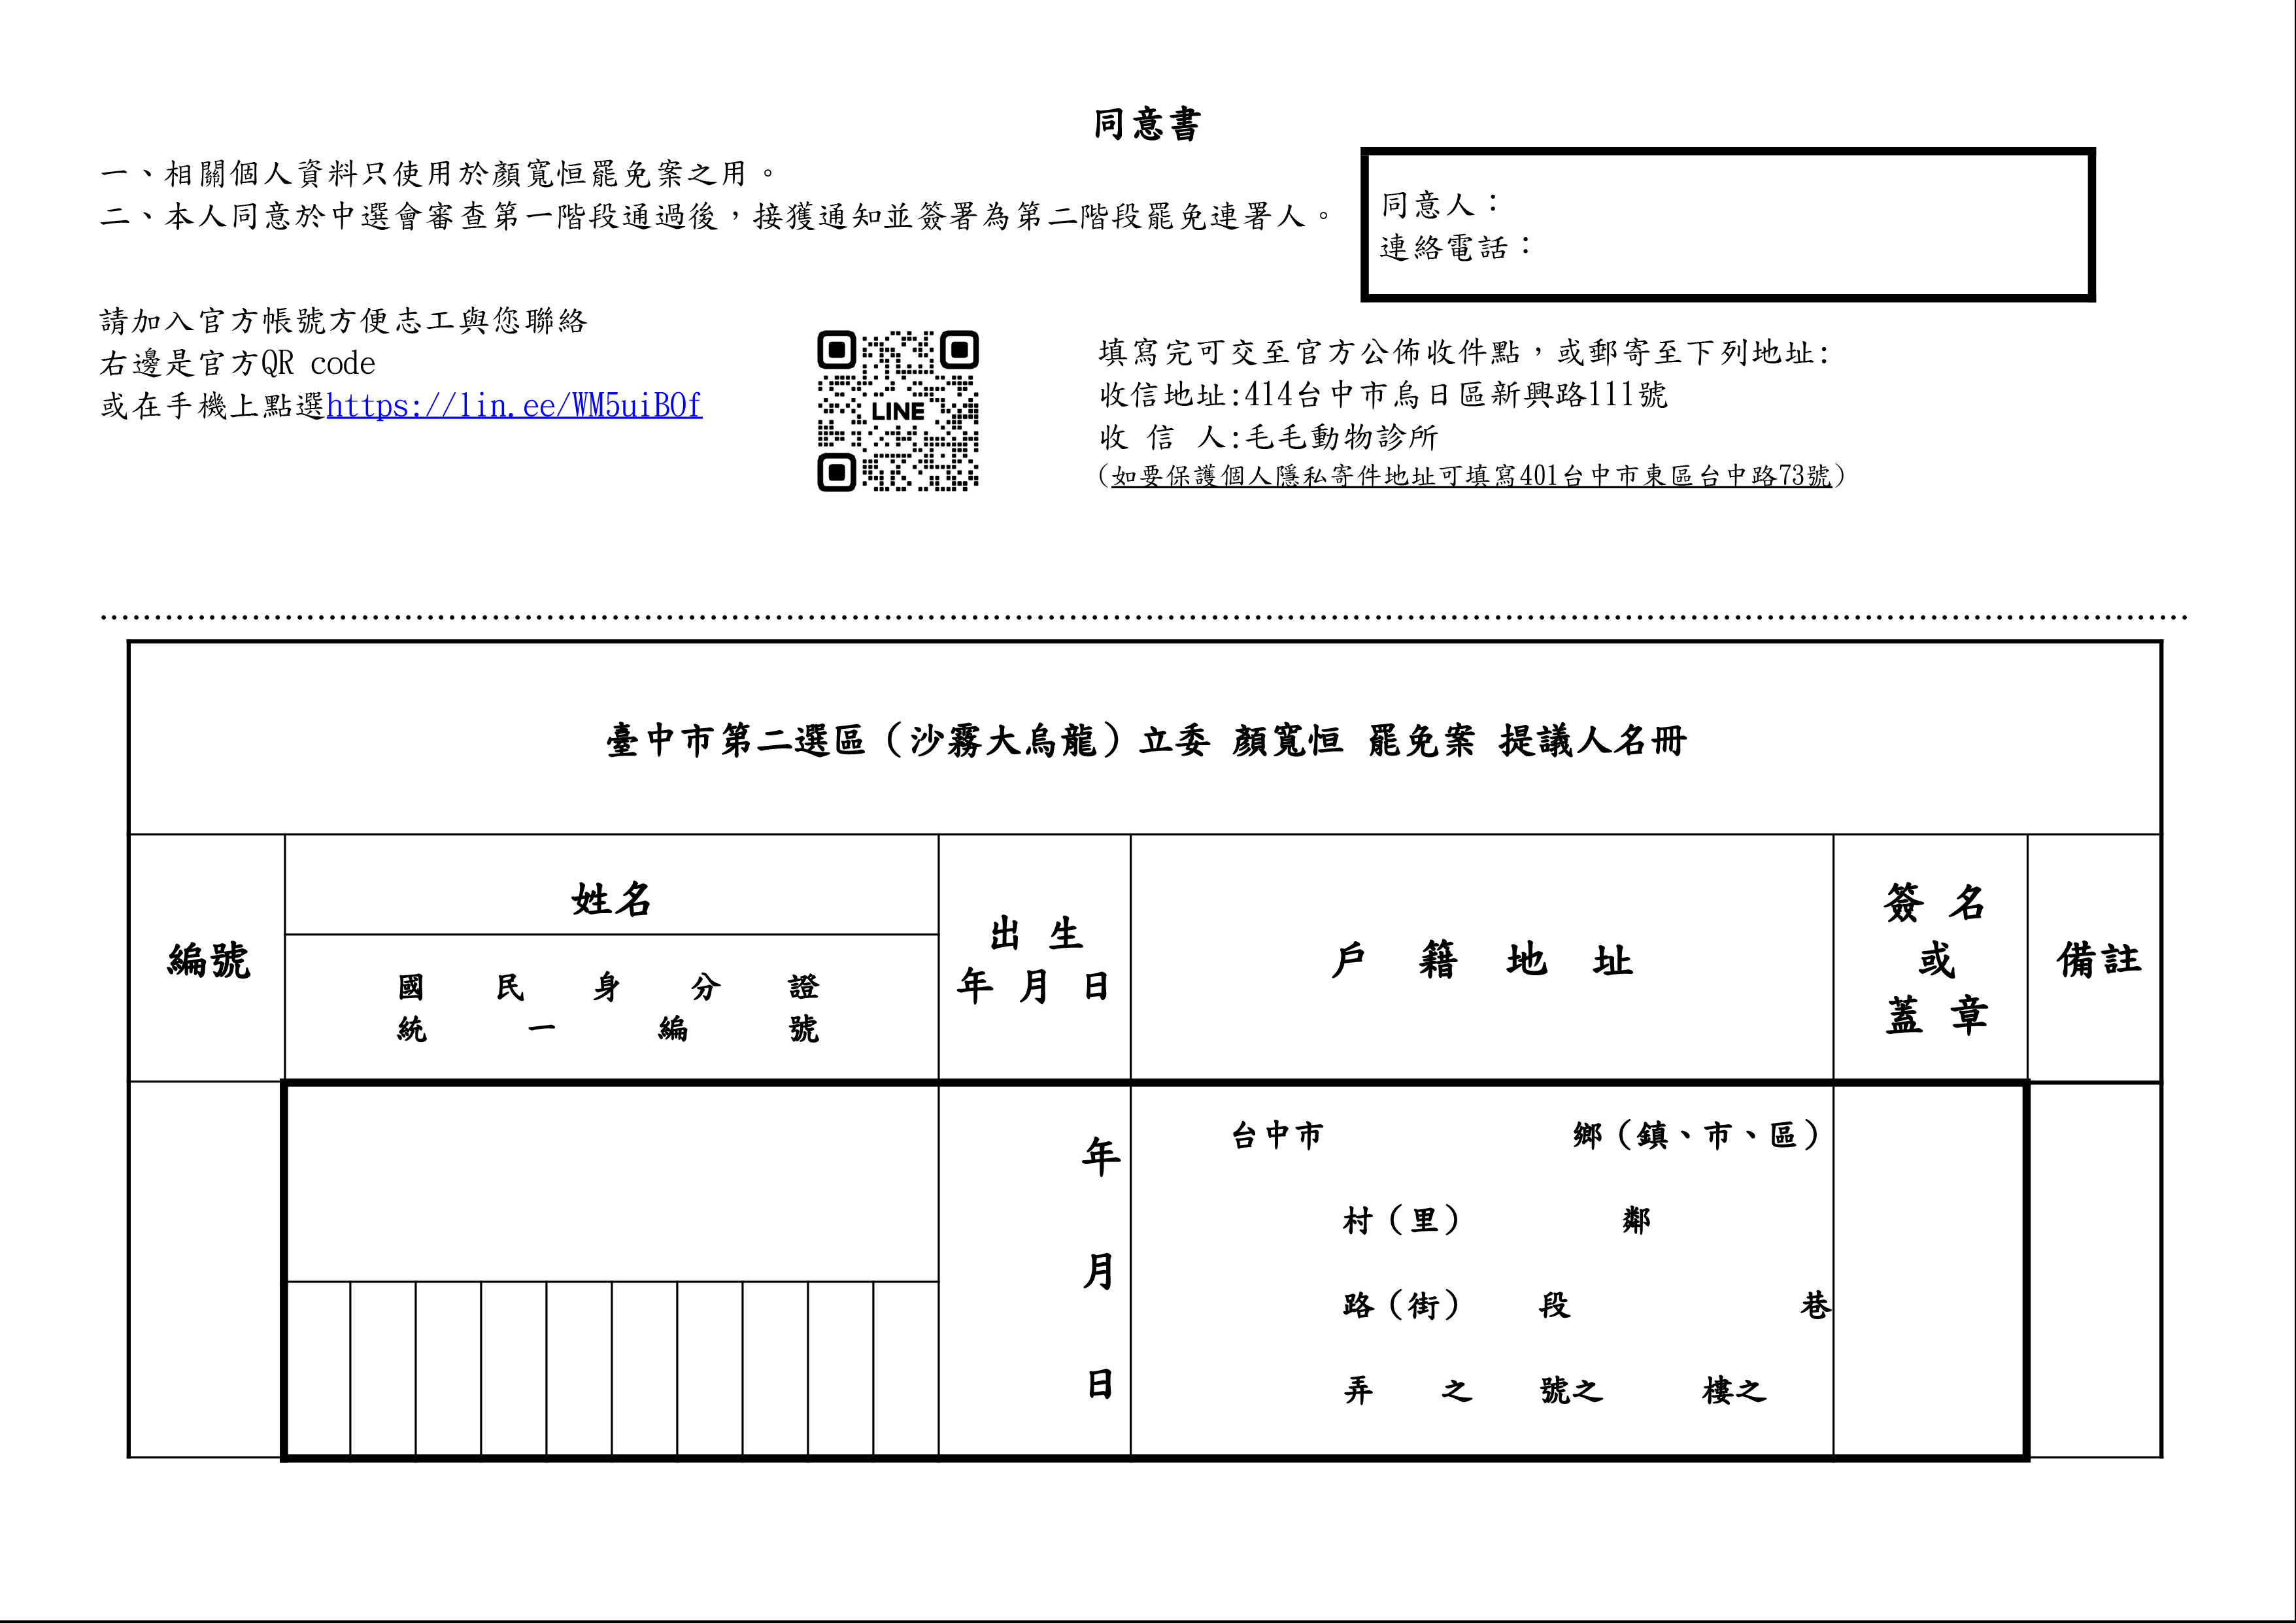 同意書
一、相關個人資料只使用於顏寬恒罷免案之用。
二、本人同意於中選會審查第一階段通過後，接獲通知並簽署為第二階段罷免連署人。
同意人：
連絡電話：
請加入官方帳號方便志工與您聯絡
右邊是官方QR code
或在手機上點選https://lin.ee/WM5uiBOf
LINE
填寫完可交至官方公佈收件點，或郵寄至下列地址:
收信地址:414台中市烏日區新興路111號
收 信 人:毛毛動物診所
(如要保護個人隱私寄件地址可填寫401台中市東區台中路73號)
臺中市第二選區（沙霧大烏龍）立委 顏寬恒 罷免案 提議人名冊
編號
姓名
國 民 身 分 證
統 一 編 號
出 生
年 月 日
戶 籍 地 址
簽 名
或
蓋 章
備註
年
月
日
台中市 鄉（鎮、市、區）
村（里） 鄰
路（街） 段 巷
弄 之 號之 樓之